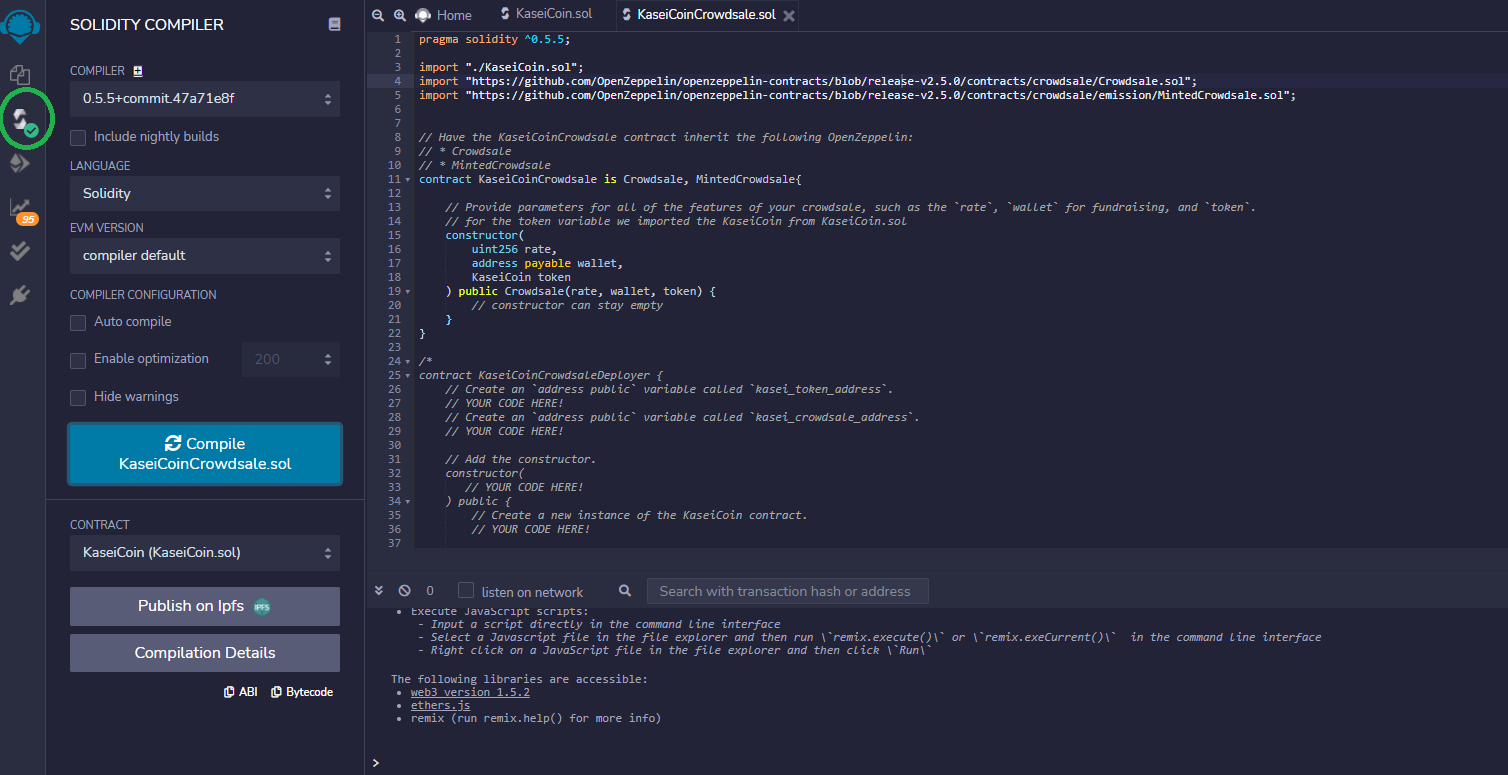 SOLIDITY COMPILER
COMPILER
0.5.5+commit.47a71e8f
Include nightly builds
LANGUAGE
Solidity
EVM VERSION
compiler default
COMPILER CONFIGURATION
Auto compile
Enable optimization
200
Hide warnings
Compile
KaseiCoinCrowdsale.sol
CONTRACT
KaseiCoin (KaseiCoin.sol)
Publish on Ipfs
IPFS
Compilation Details
ABI
Bytecode
95
Home
KaseiCoin.sol
KaseiCoinCrowdsale.sol
1 pragma solidity ^0.5.5;
2
3 import "./KaseiCoin.sol";
4 import "https://github.com/OpenZeppelin/openzeppelin-contracts/blob/release-v2.5.0/contracts/crowdsale/Crowdsale.sol";
5 import "https://github.com/OpenZeppelin/openzeppelin-contracts/blob/release-v2.5.0/contracts/crowdsale/emission/MintedCrowdsale.sol";
6
7
8 // Have the KaseiCoinCrowdsale contract inherit the following OpenZeppelin:
9 // * Crowdsale
10 // * MintedCrowdsale
11 contract KaseiCoinCrowdsale is Crowdsale, MintedCrowdsale{
12
13 // Provide parameters for all of the features of your crowdsale, such as the `rate`, `wallet` for fundraising, and `token`.
14 // for the token variable we imported the KaseiCoin from KaseiCoin.sol
15 constructor(
16 uint256 rate,
17 address payable wallet,
18 KaseiCoin token
19 ) public Crowdsale(rate, wallet, token) {
20 // constructor can stay empty
21 }
22 }
23
24 /*
25 contract KaseiCoinCrowdsaleDeployer {
26 // Create an `address public` variable called `kasei_token_address`.
27 // YOUR CODE HERE!
28 // Create an `address public` variable called `kasei_crowdsale_address`.
29 // YOUR CODE HERE!
30
31 // Add the constructor.
32 constructor(
33 // YOUR CODE HERE!
34 ) public {
35 // Create a new instance of the KaseiCoin contract.
36 // YOUR CODE HERE!
37
0
listen on network
Search with transaction hash or address
• Execute JavaScript scripts:
- Input a script directly in the command line interface
- Select a Javascript file in the file explorer and then run \`remix.execute()\` or \`remix.exeCurrent()\` in the command line interface
- Right click on a JavaScript file in the file explorer and then click \`Run\`
The following libraries are accessible:
• web3 version 1.5.2
• ethers.js
• remix (run remix.help() for more info)
>